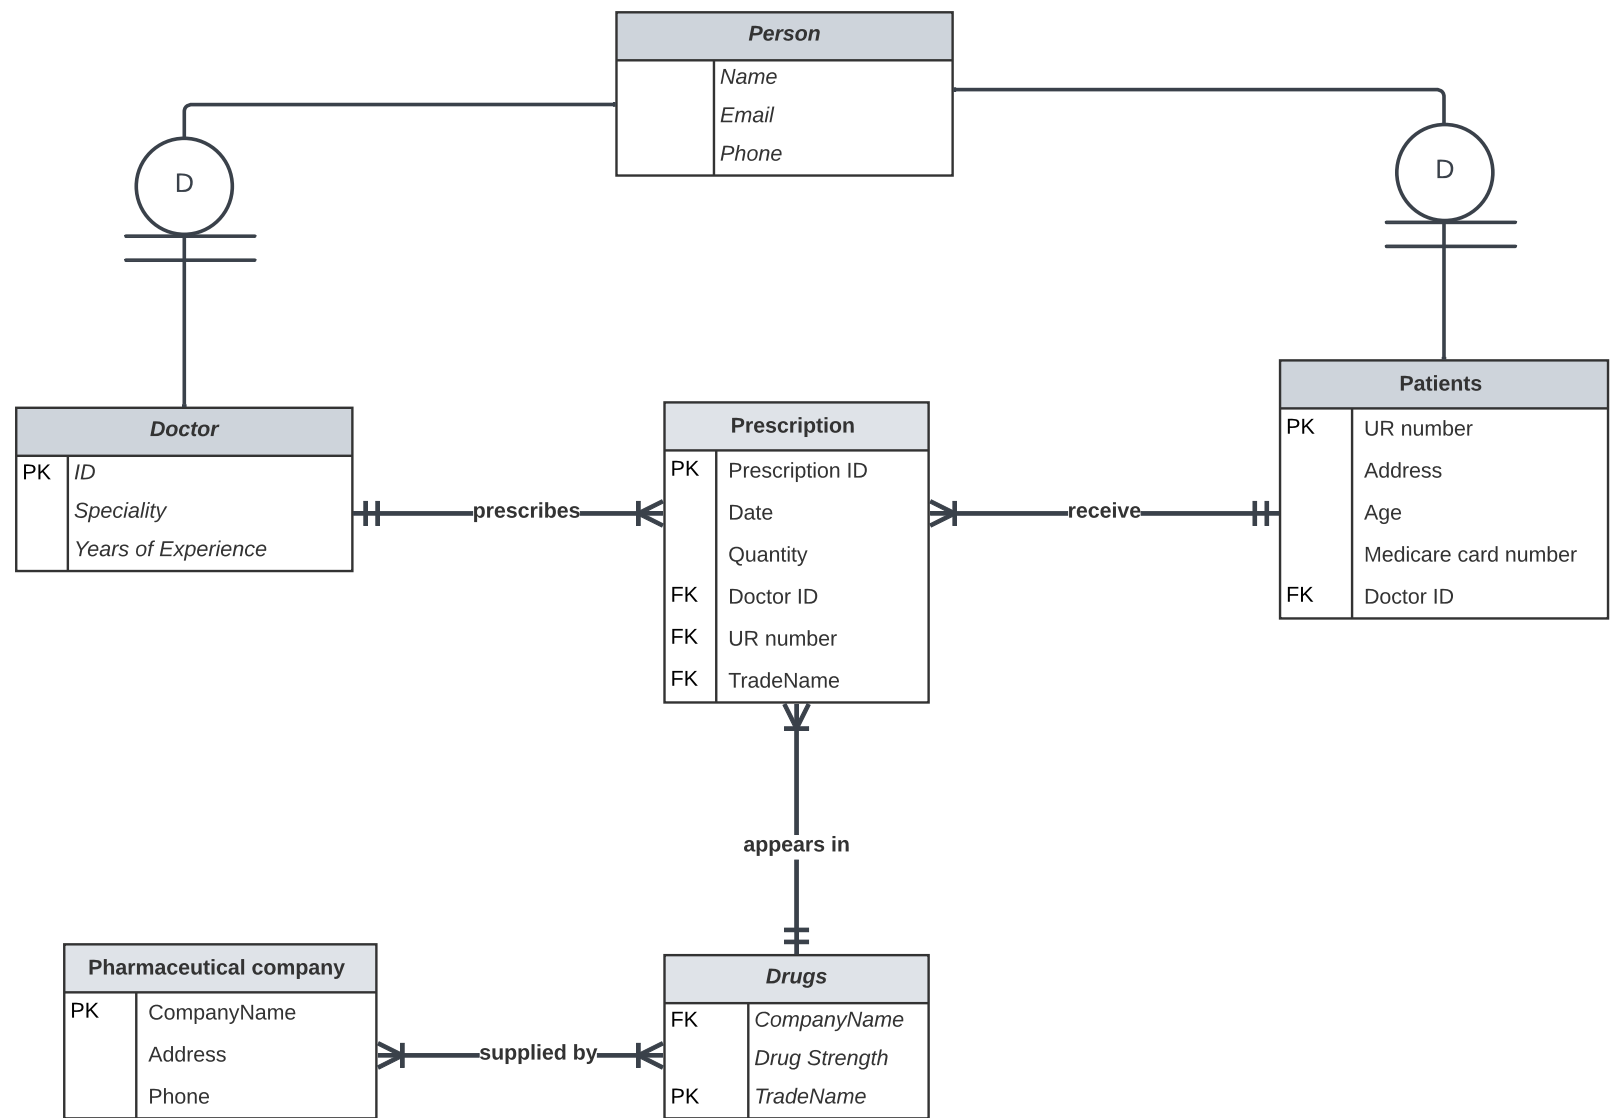 Person
Name
Email
Phone
D
D
Doctor
PK ID
Speciality
Years of Experience
prescribes
Prescription
PK Prescription ID
Date
Quantity
FK Doctor ID
FK UR number
FK TradeName
receive
Patients
PK UR number
Address
Age
Medicare card number
FK Doctor ID
appears in
Pharmaceutical company
PK CompanyName
Address
Phone
supplied by
Drugs
FK CompanyName
Drug Strength
PK TradeName